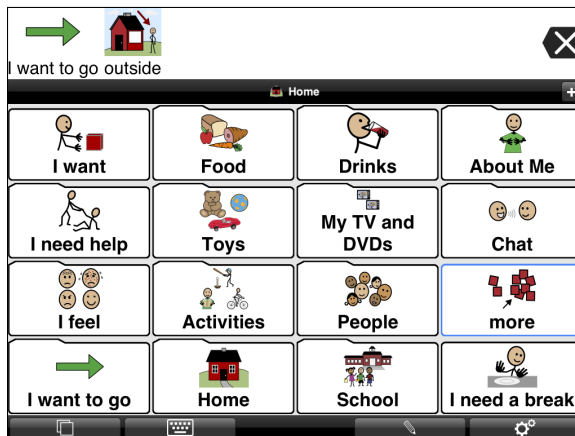 I want to go outside
Home
I want
Food
Drinks
About Me
I need help
Toys
My TV and
DVDs
Chat
I feel
Activities
People
more
I want to go
Home
School
I need a break